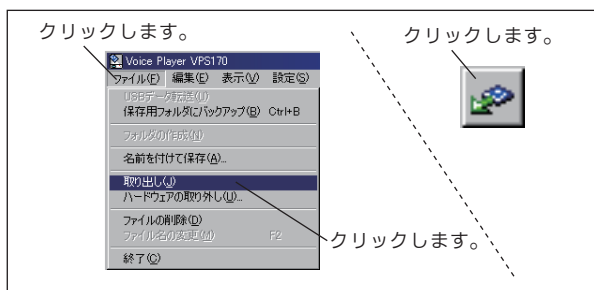 クリックします。
クリックします。
Voice Player VPS170
ファイル(F) 編集(E) 表示(V) 設定(S)
USBデータ転送(U)
保存用フォルダにバックアップ(B) Ctrl+B
フォルダの作成(N)
名前を付けて保存(A)...
取り出し(J)
ハードウェアの取り外し(U)...
ファイルの削除(D)
ファイル名の変更(M) F2
クリックします。
終了(C)